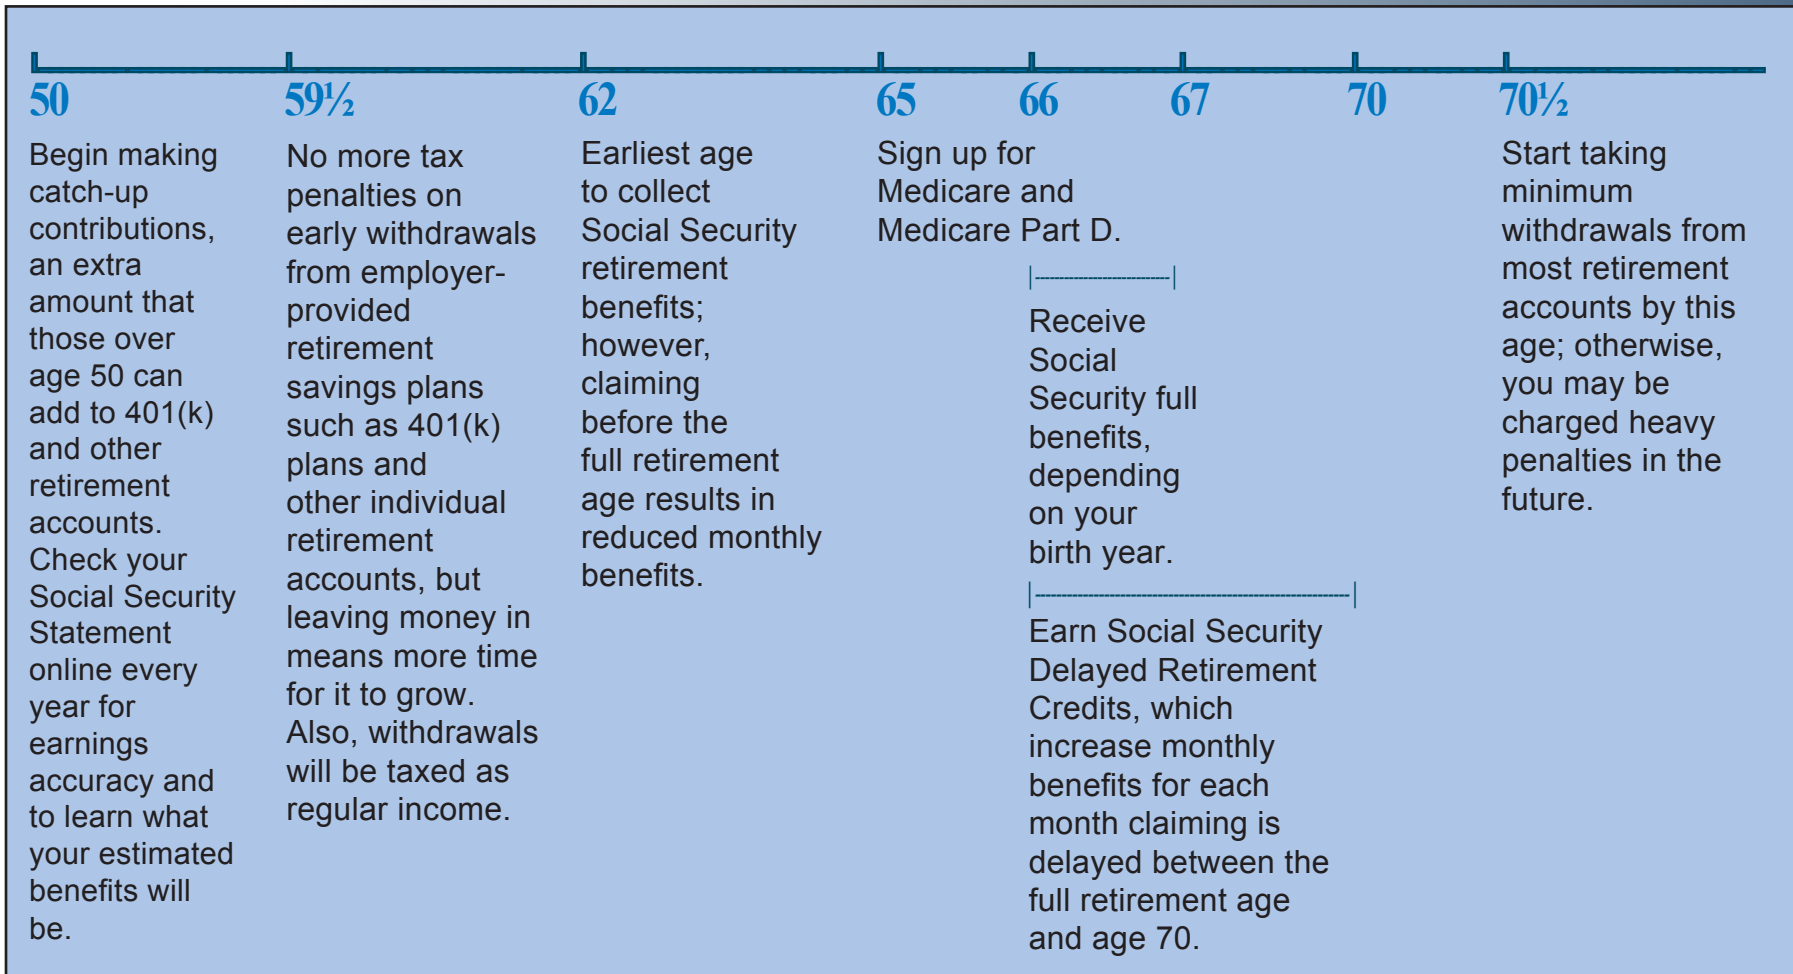 50
59½
62
65
66
67
70
70½
Begin making
catch-up
contributions,
an extra
amount that
those over
age 50 can
add to 401(k)
and other
retirement
accounts.
Check your
Social Security
Statement
online every
year for
earnings
accuracy and
to learn what
your estimated
benefits will
be.
No more tax
penalties on
early withdrawals
from employer-
provided
retirement
savings plans
such as 401(k)
plans and
other individual
retirement
accounts, but
leaving money in
means more time
for it to grow.
Also, withdrawals
will be taxed as
regular income.
Earliest age
to collect
Social Security
retirement
benefits;
however,
claiming
before the
full retirement
age results in
reduced monthly
benefits.
Sign up for
Medicare and
Medicare Part D.
Receive
Social
Security full
benefits,
depending
on your
birth year.
Earn Social Security
Delayed Retirement
Credits, which
increase monthly
benefits for each
month claiming is
delayed between the
full retirement age
and age 70.
Start taking
minimum
withdrawals from
most retirement
accounts by this
age; otherwise,
you may be
charged heavy
penalties in the
future.